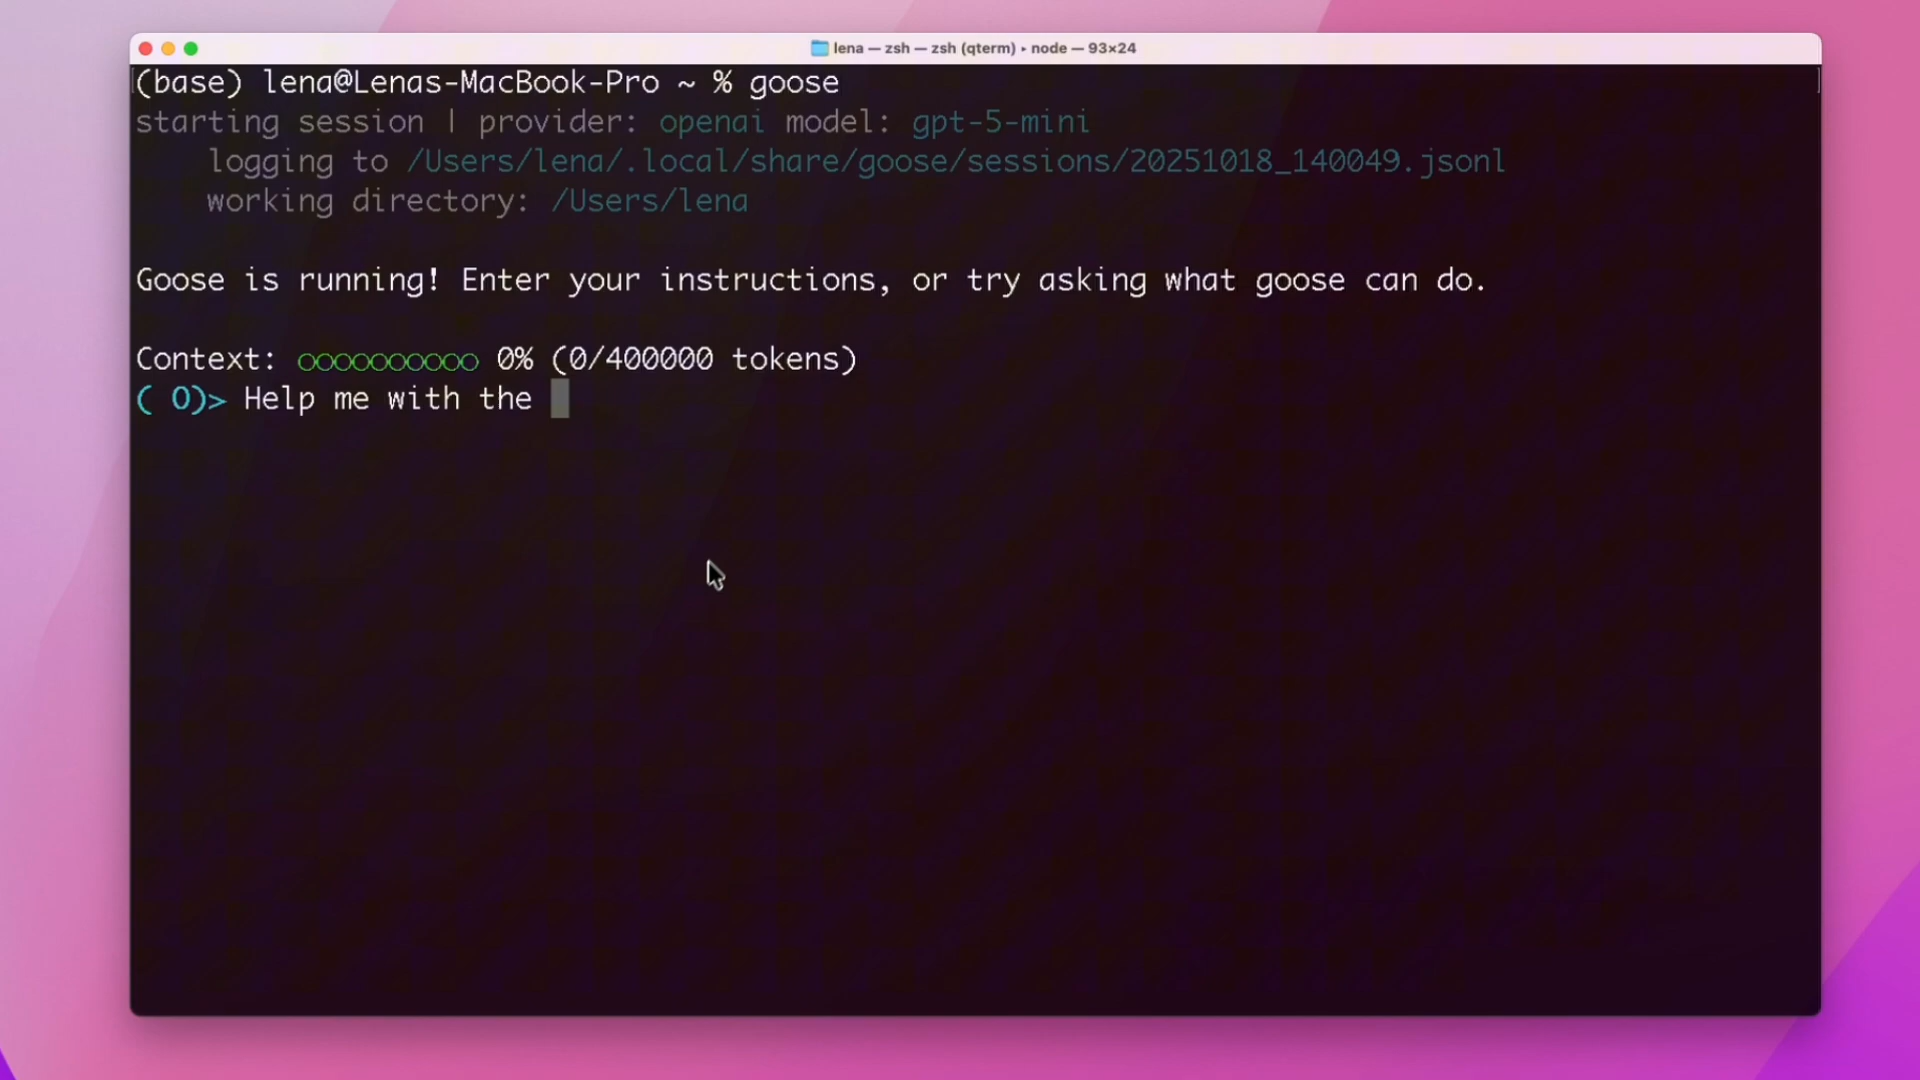 lena — zsh — zsh (qterm) ▸ node — 93×24
(base) lena@Lenas-MacBook-Pro ~ % goose
starting session | provider: openai model: gpt-5-mini
logging to /Users/lena/.local/share/goose/sessions/20251018_140049.jsonl
working directory: /Users/lena
Goose is running! Enter your instructions, or try asking what goose can do.
Context: ○○○○○○○○○○ 0% (0/400000 tokens)
( O)> Help me with the